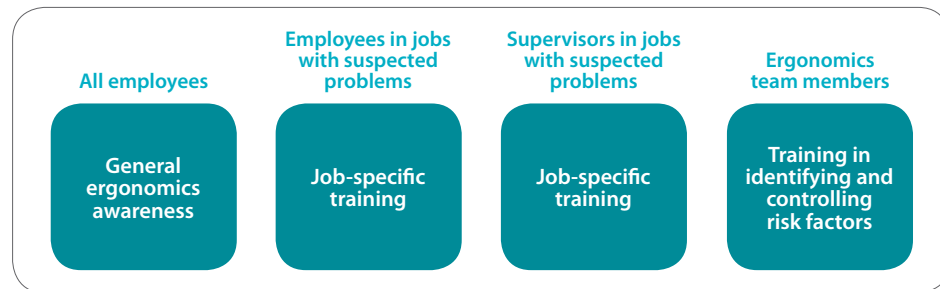 All employees
General
ergonomics
awareness
Employees in jobs
with suspected
problems
Job-specific
training
Supervisors in jobs
with suspected
problems
Job-specific
training
Ergonomics
team members
Training in
identifying and
controlling
risk factors